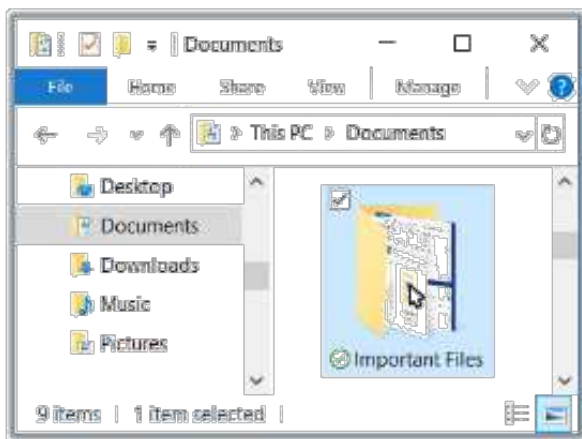 Documents
File Home Share View Manage
This PC Documents
Desktop
Documents
Downloads
Music
Pictures
Important Files
9 items 1 item selected